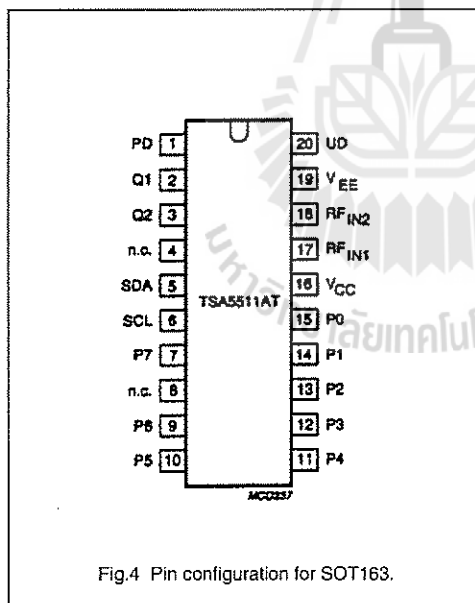 PD 1 20 UD
Q1 2 19 VEE
Q2 3 18 RFIN2
n.c. 4 17 RFIN1
SDA 5 16 VCC
SCL 6 TSA5511AT 15 P0
P7 7 14 P1
n.c. 8 13 P2
P6 9 12 P3
P5 10 11 P4
Fig.4 Pin configuration for SOT163.